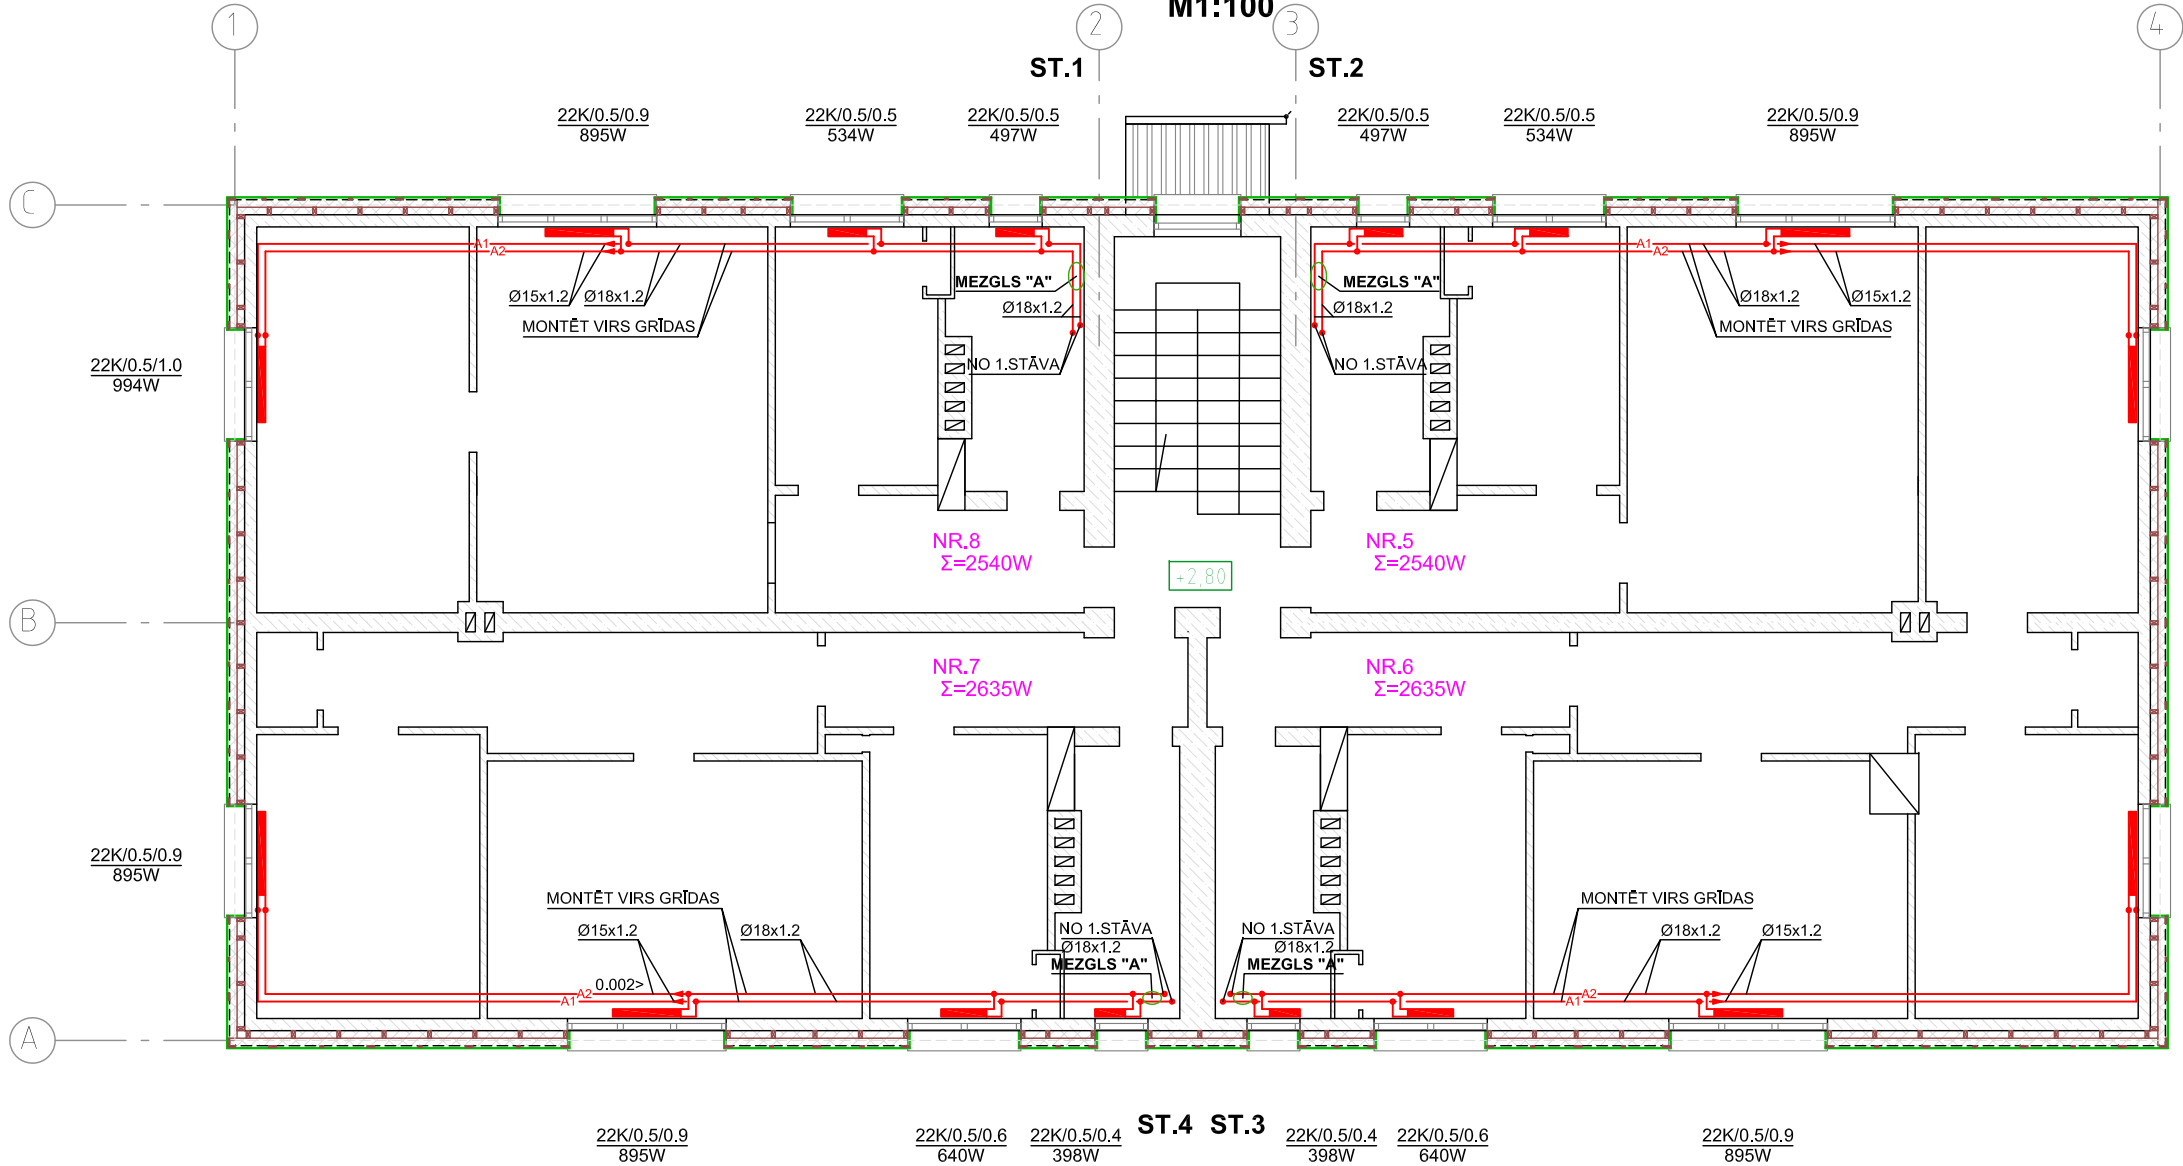 M1:100
1
2
3
4
ST.1
ST.2
22K/0.5/0.9
895W
22K/0.5/0.5
534W
22K/0.5/0.5
497W
22K/0.5/0.5
497W
22K/0.5/0.5
534W
22K/0.5/0.9
895W
C
A1
A2
A1
A2
MEZGLS "A"
MEZGLS "A"
Ø15x1.2
Ø18x1.2
Ø18x1.2
Ø18x1.2
Ø18x1.2
Ø15x1.2
MONTĒT VIRS GRĪDAS
MONTĒT VIRS GRĪDAS
NO 1.STĀVA
NO 1.STĀVA
22K/0.5/1.0
994W
NR.8
Σ=2540W
NR.5
Σ=2540W
+2,80
B
NR.7
Σ=2635W
NR.6
Σ=2635W
22K/0.5/0.9
895W
MONTĒT VIRS GRĪDAS
MONTĒT VIRS GRĪDAS
Ø15x1.2
Ø18x1.2
NO 1.STĀVA
Ø18x1.2
MEZGLS "A"
NO 1.STĀVA
Ø18x1.2
MEZGLS "A"
Ø18x1.2
Ø15x1.2
0.002>
A2
A1
A2
A1
A
ST.4
ST.3
22K/0.5/0.9
895W
22K/0.5/0.6
640W
22K/0.5/0.4
398W
22K/0.5/0.4
398W
22K/0.5/0.6
640W
22K/0.5/0.9
895W